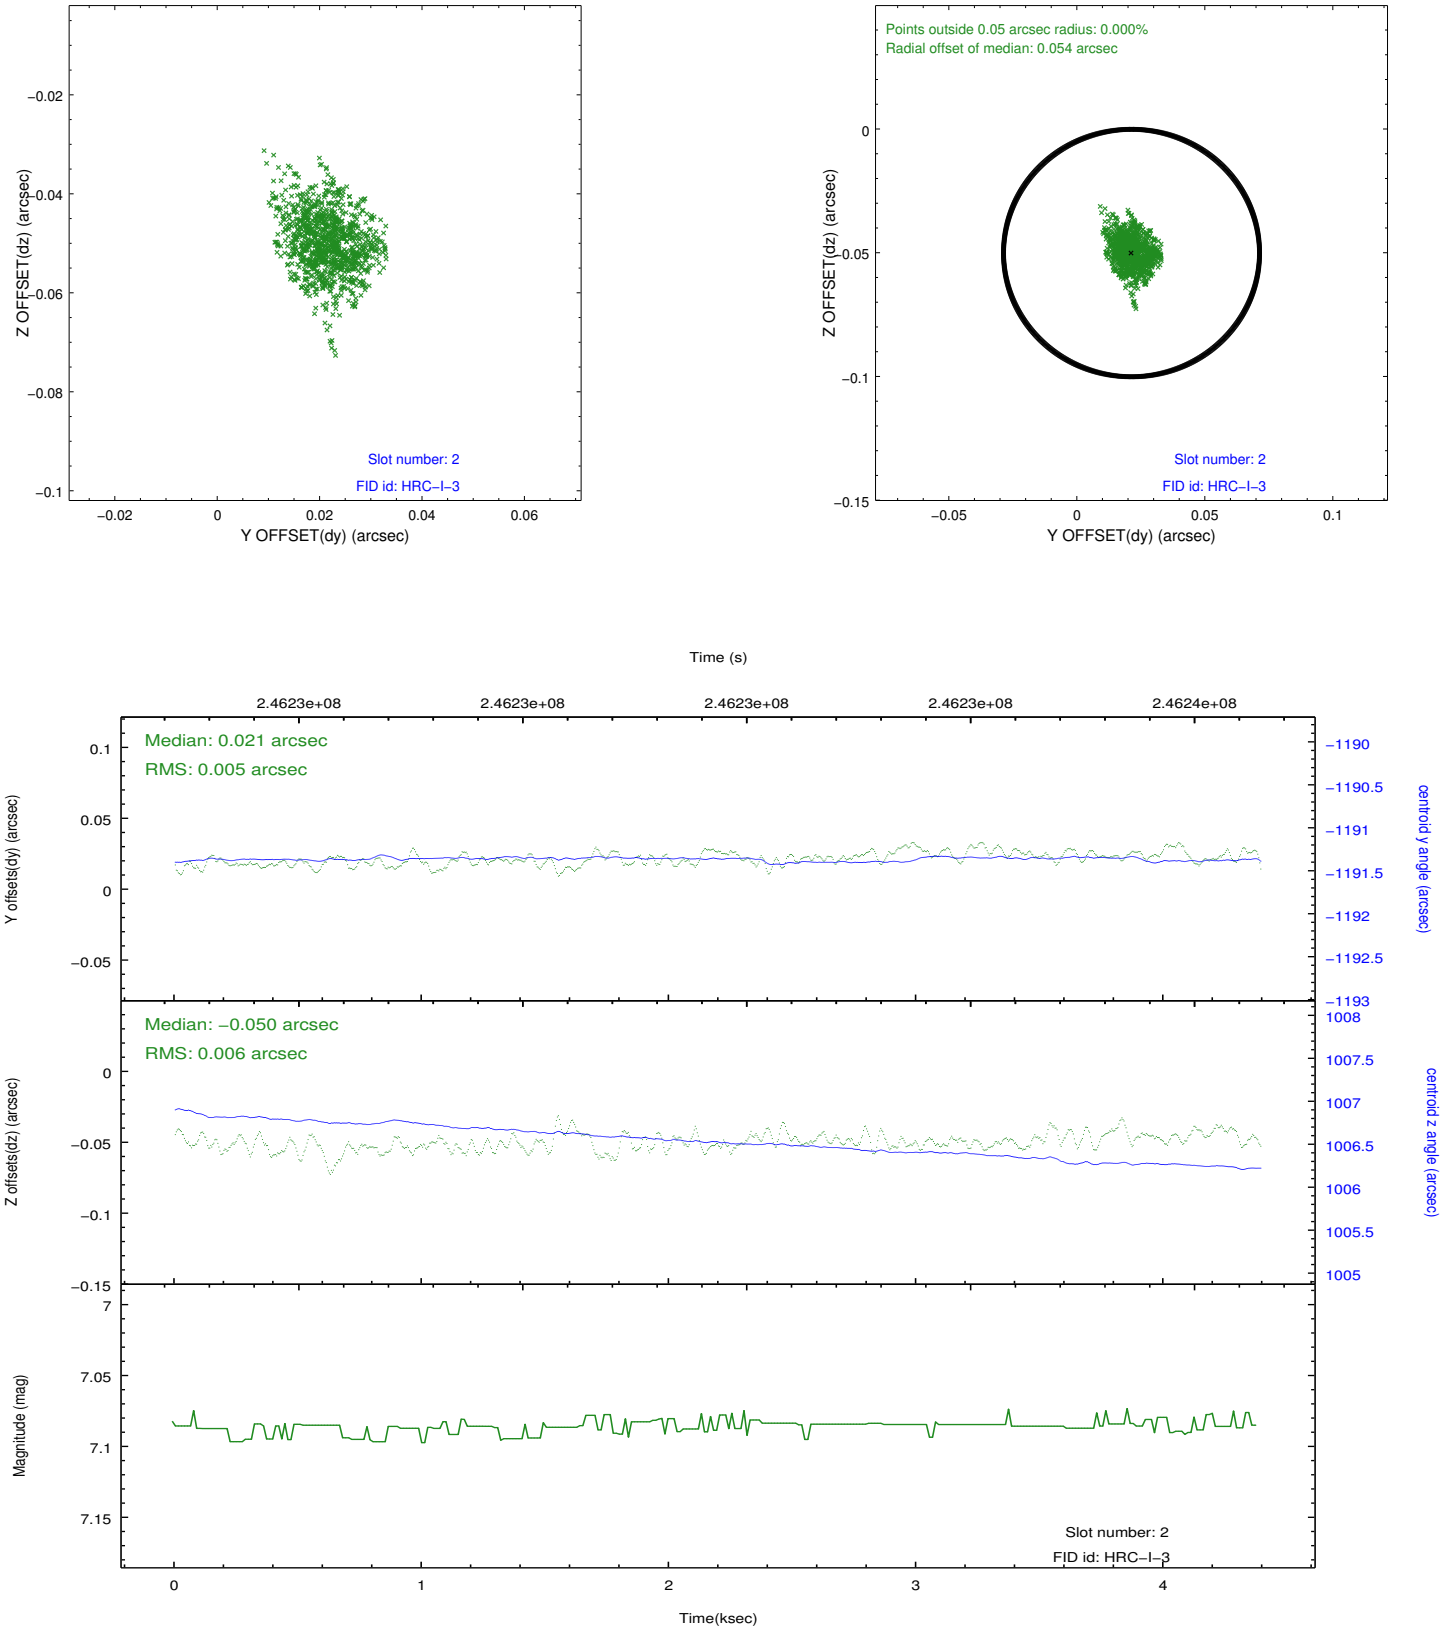 −0.02
−0.04
−0.06
−0.08
−0.1
Z OFFSET(dz) (arcsec)
−0.02
0
0.02
0.04
0.06
Y OFFSET(dy) (arcsec)
Slot number: 2
FID id: HRC−I−3
Points outside 0.05 arcsec radius: 0.000%
Radial offset of median: 0.054 arcsec
0
−0.05
−0.1
−0.15
Z OFFSET(dz) (arcsec)
−0.05
0
0.05
0.1
Y OFFSET(dy) (arcsec)
Slot number: 2
FID id: HRC−I−3
Time (s)
2.4623e+08
2.4623e+08
2.4623e+08
2.4623e+08
2.4624e+08
Median: 0.021 arcsec
RMS: 0.005 arcsec
0.1
0.05
0
−0.05
Y offsets(dy) (arcsec)
−1190
−1190.5
−1191
−1191.5
−1192
−1192.5
−1193
centroid y angle (arcsec)
Median: −0.050 arcsec
RMS: 0.006 arcsec
0
−0.05
−0.1
−0.15
Z offsets(dz) (arcsec)
1008
1007.5
1007
1006.5
1006
1005.5
1005
centroid z angle (arcsec)
7
7.05
7.1
7.15
Magnitude (mag)
Slot number: 2
FID id: HRC−I−3
0
1
2
3
4
Time(ksec)